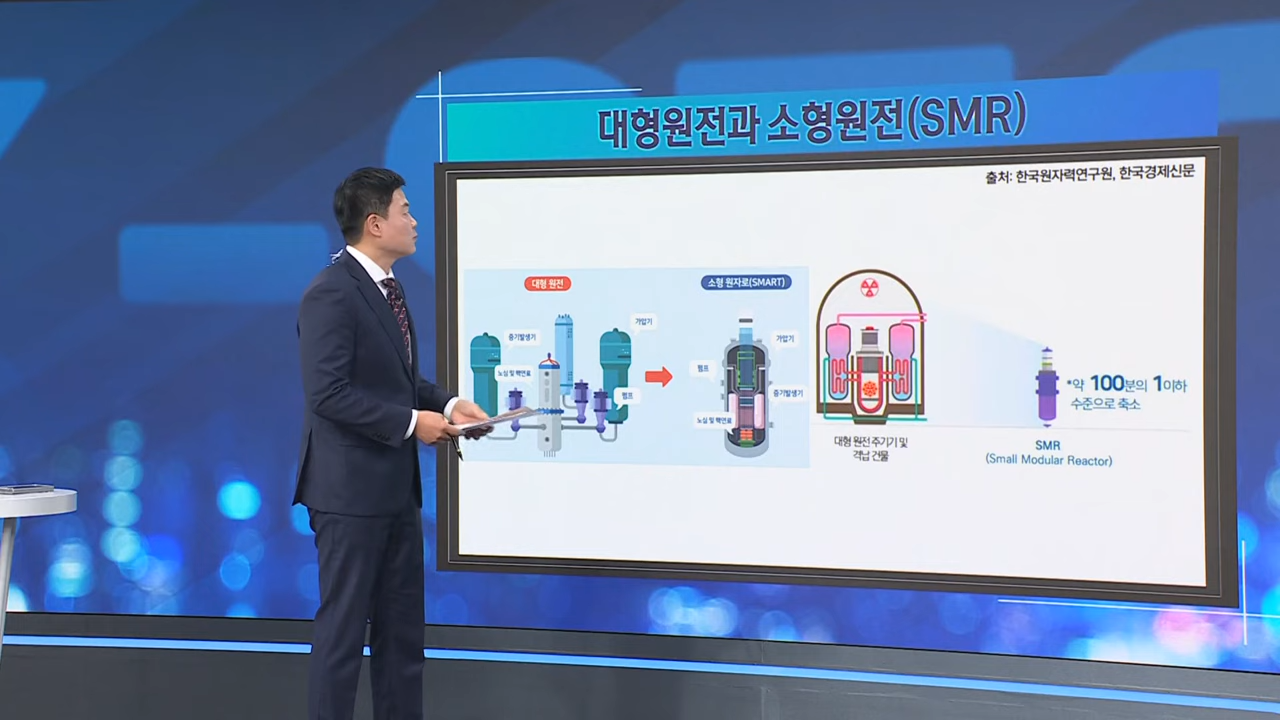 대형원전과 소형원전(SMR)
출처: 한국원자력연구원, 한국경제신문
대형 원전
소형 원자로(SMART)
증기발생기
가압기
노심 및 핵연료
펌프
가압기
펌프
증기발생기
노심 및 핵연료
*약 100분의 1이하
수준으로 축소
대형 원전 주기기 및
격납 건물
SMR
(Small Modular Reactor)